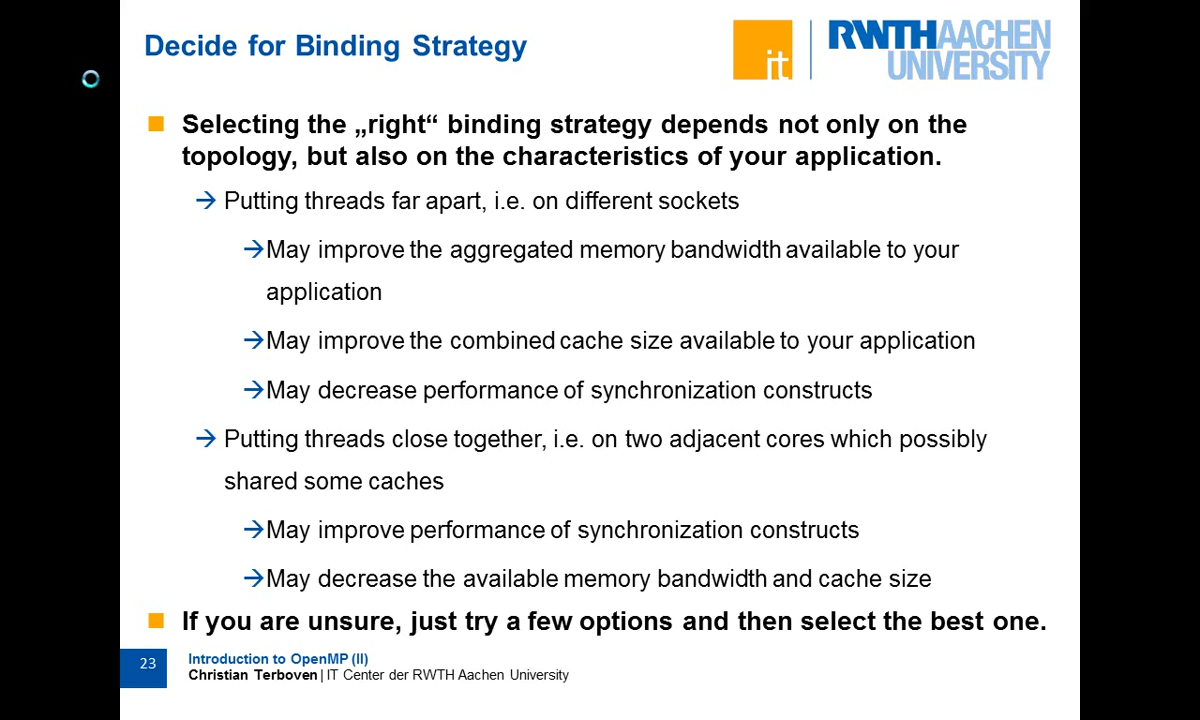 Decide for Binding Strategy
it
RWTHAACHEN
UNIVERSITY
Selecting the „right“ binding strategy depends not only on the
topology, but also on the characteristics of your application.
→ Putting threads far apart, i.e. on different sockets
→May improve the aggregated memory bandwidth available to your
application
→May improve the combined cache size available to your application
→May decrease performance of synchronization constructs
→ Putting threads close together, i.e. on two adjacent cores which possibly
shared some caches
→May improve performance of synchronization constructs
→May decrease the available memory bandwidth and cache size
If you are unsure, just try a few options and then select the best one.
23
Introduction to OpenMP (II)
Christian Terboven | IT Center der RWTH Aachen University